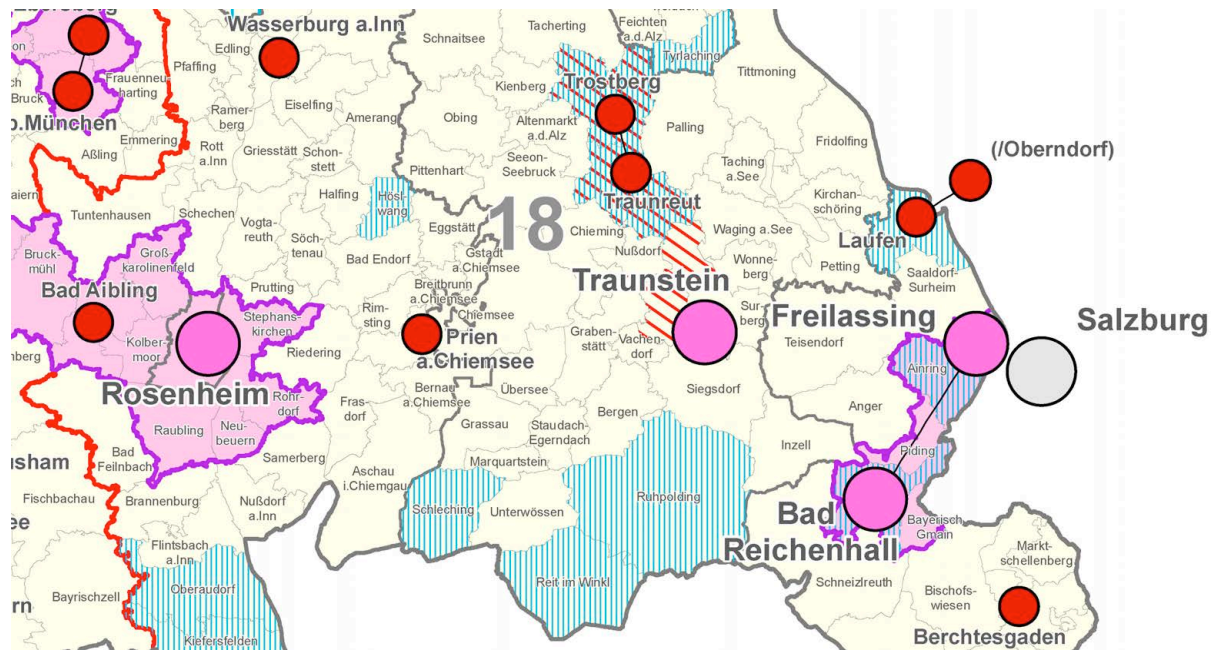 Ebersberg
Wasserburg a.Inn
Tacherting
Feichten
a.d.Alz
Schnaitsee
Edling
Pfaffing
Tyrlaching
Tittmoning
Frauenneu-
harting
Bruck
Trostberg
Kienberg
Eiselfing
Ramer-
berg
Amerang
Obing
Altenmarkt
a.d.Alz
Palling
b.München
Emmering
Aßling
Rott
a.Inn
Griesstätt
Schon-
stett
Fridolfing
(/Oberndorf)
Seeon-
Seebruck
Taching
a.See
Pittenhart
Halfing
Hösl-
wang
Traunreut
Kirchan-
schöring
Tuntenhausen
Schechen
Vogta-
reuth
18
Eggstätt
Chieming
Waging a.See
Laufen
Söch-
tenau
Bruck-
mühl
Groß-
karolinenfeld
Bad Endorf
Gstadt
a.Chiemsee
Nußdorf
Wonne-
berg
Petting
Saaldorf-
Surheim
Prutting
Breitbrunn
a.Chiemsee
Traunstein
Bad Aibling
Stephans-
kirchen
Rim-
sting
Chiemsee
Sur-
berg
Freilassing
Salzburg
Kolber-
moor
Prien
a.Chiemsee
Graben-
stätt
Vachen-
dorf
Teisendorf
Riedering
Ainring
Rosenheim
Rohr-
dorf
Bernau
a.Chiemsee
Übersee
Siegsdorf
Fras-
dorf
Anger
Raubling
Neu-
beuern
Grassau
Bergen
Staudach-
Egerndach
Inzell
Piding
Bad
Feilnbach
Samerberg
Marquartstein
Aschau
i.Chiemgau
Fischbachau
Brannenburg
Nußdorf
a.Inn
Schleching
Unterwössen
Ruhpolding
Bad
Reichenhall
Bayerisch
Gmain
Flintsbach
a.Inn
Markt-
schellenberg
Bayrischzell
Oberaudorf
Reit im Winkl
Schneizlreuth
Bischofs-
wiesen
Kiefersfelden
Berchtesgaden